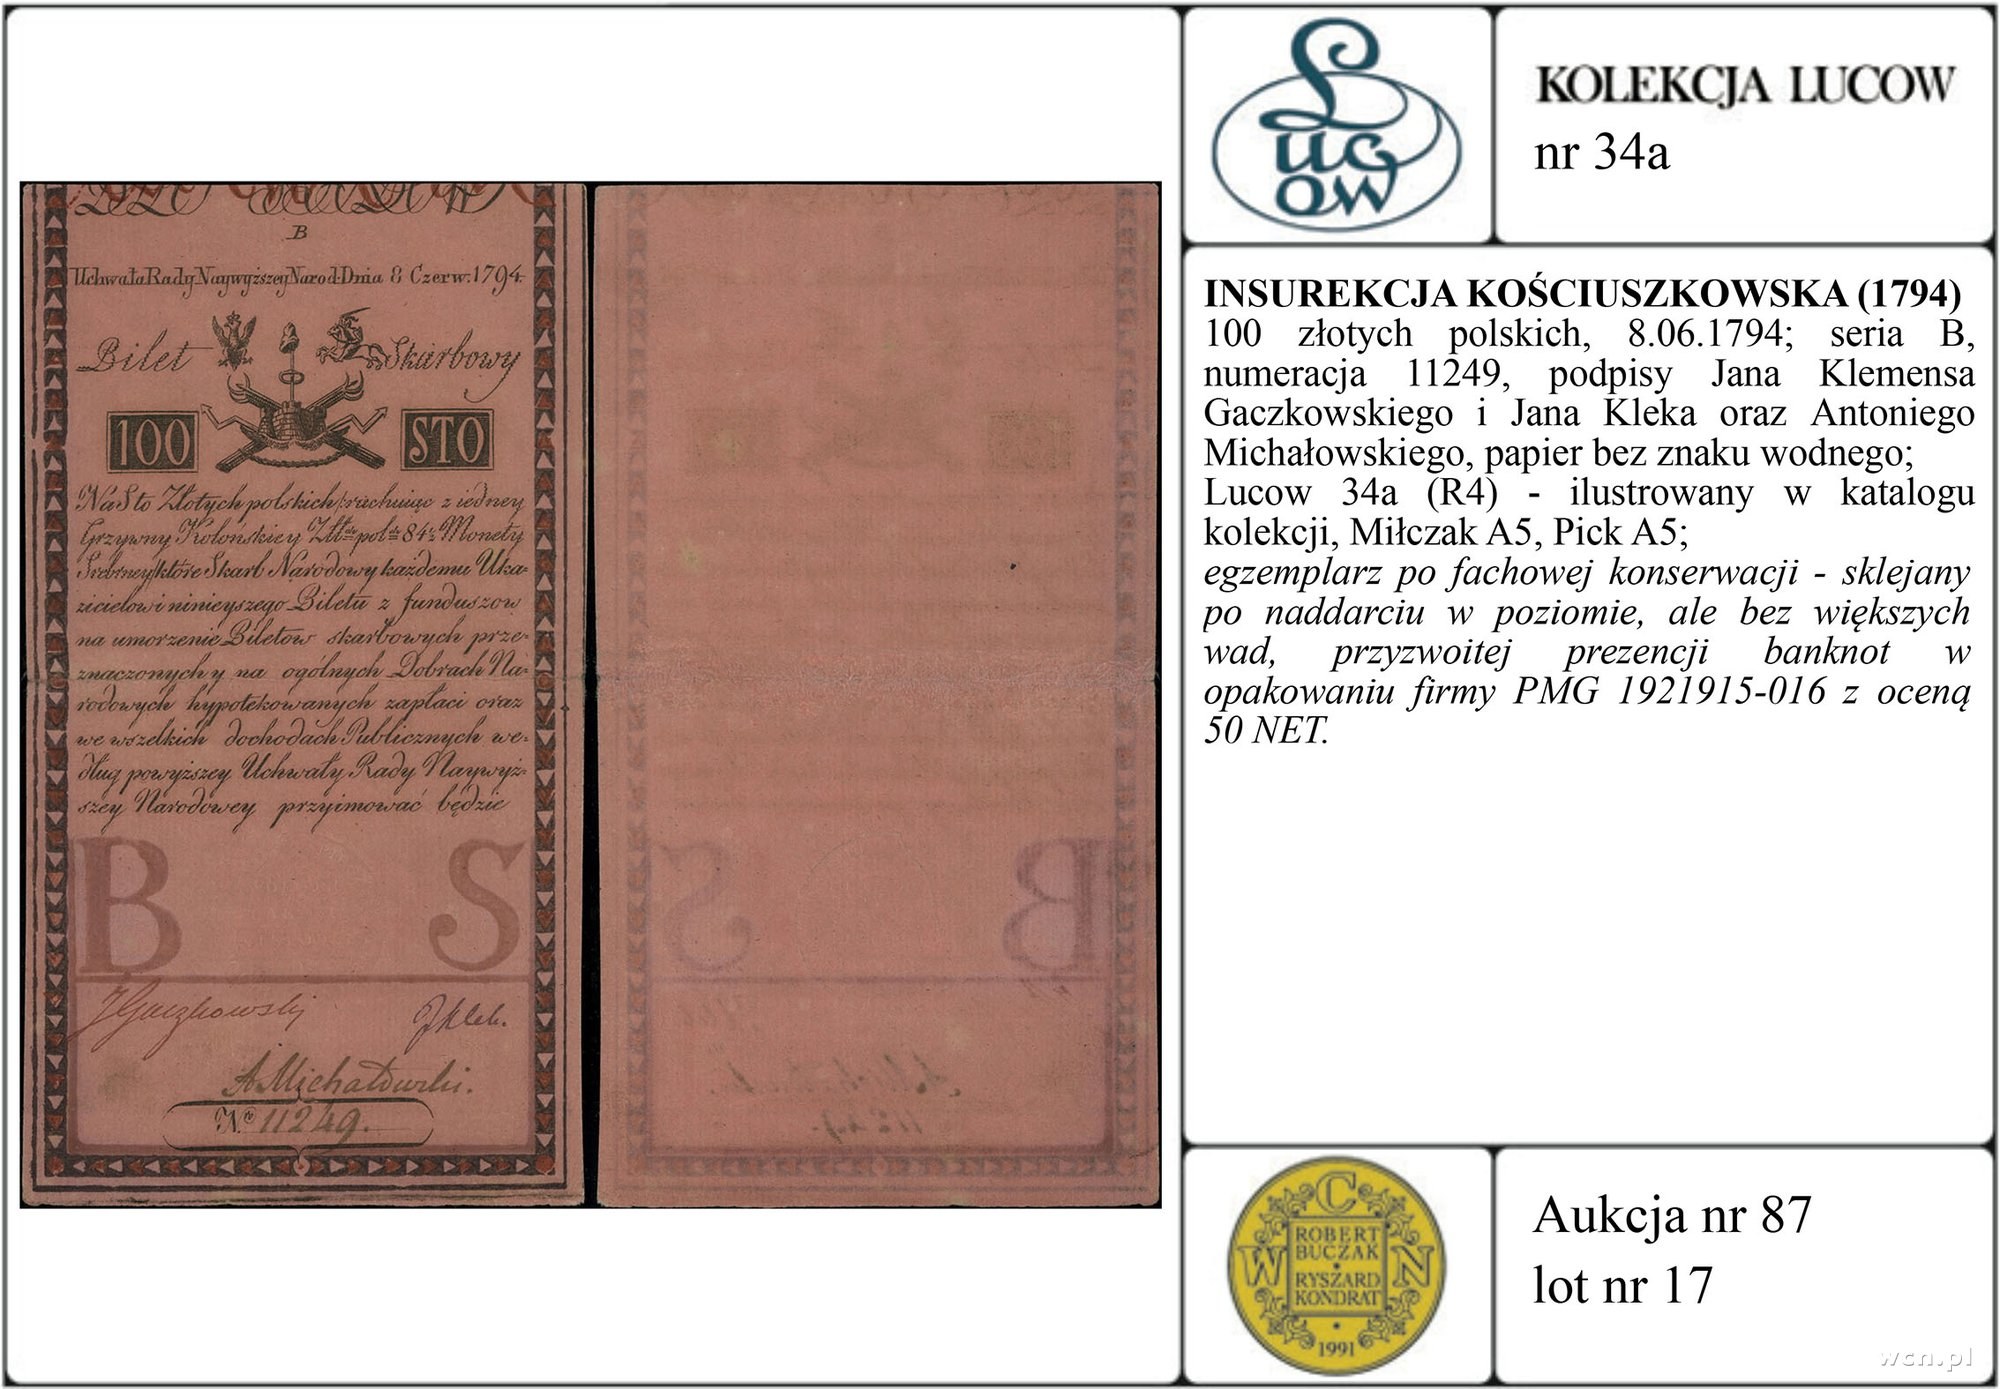 B
Uchwała Rady Naywyższey Narod. Dnia 8 Czerw: 1794.
Bilet Skarbowy
100 STO
Na Sto Złotych polskich rachuiąc z iedney
Grzywny Kolonskiey Złt pol 84½ Monety
Srebrney które Skarb Narodowy każdemu Uka-
zicielowi ninieyszego Biletu z funduszow
na umorzenie Biletow skarbowych prze-
znaczonych y na ogólnych Dobrach Na-
rodowych hypotekowanych zapłaci oraz
we wszelkich dochodach Publicznych we-
dług powyższey Uchwały Rady Naywyż-
szey Narodowey przyimować będzie
B S
JGaczkowski JKlek.
A Michałowski.
Nro 11249.
Lucow
KOLEKCJA LUCOW
nr 34a
INSUREKCJA KOŚCIUSZKOWSKA (1794)
100 złotych polskich, 8.06.1794; seria B,
numeracja 11249, podpisy Jana Klemensa
Gaczkowskiego i Jana Kleka oraz Antoniego
Michałowskiego, papier bez znaku wodnego;
Lucow 34a (R4) - ilustrowany w katalogu
kolekcji, Miłczak A5, Pick A5;
egzemplarz po fachowej konserwacji - sklejany
po naddarciu w poziomie, ale bez większych
wad, przyzwoitej prezencji banknot w
opakowaniu firmy PMG 1921915-016 z oceną
50 NET.
W C N
ROBERT
BUCZAK
RYSZARD
KONDRAT
1991
Aukcja nr 87
lot nr 17
wcn.pl